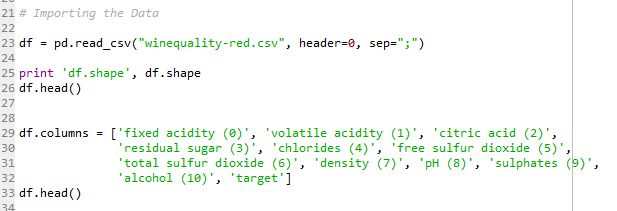 21 # Importing the Data
22
23 df = pd.read_csv("winequality-red.csv", header=0, sep=";")
24
25 print 'df.shape', df.shape
26 df.head()
27
28
29 df.columns = ['fixed acidity (0)', 'volatile acidity (1)', 'citric acid (2)',
30               'residual sugar (3)', 'chlorides (4)', 'free sulfur dioxide (5)',
31               'total sulfur dioxide (6)', 'density (7)', 'pH (8)', 'sulphates (9)',
32               'alcohol (10)', 'target']
33 df.head()
34